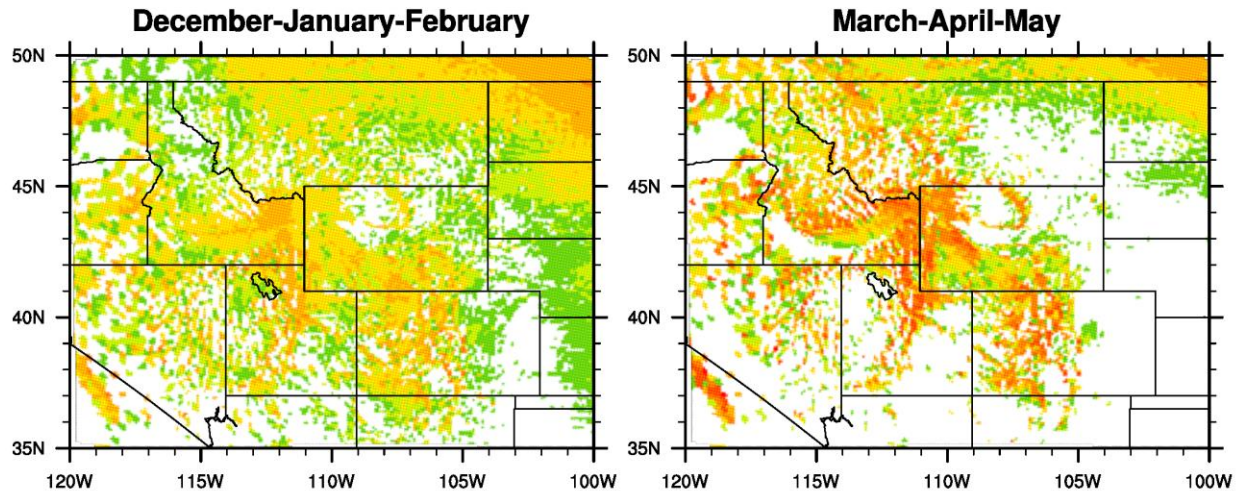 December-January-February
March-April-May
50N
45N
40N
35N
120W 115W 110W 105W 100W
50N
45N
40N
35N
120W 115W 110W 105W 100W